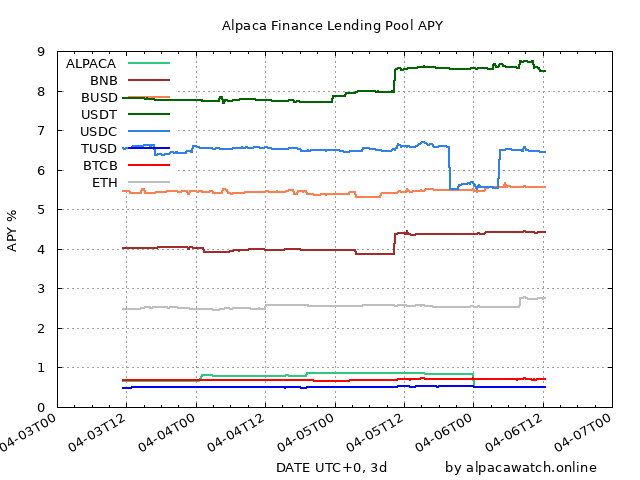 Alpaca Finance Lending Pool APY
9
8
7
6
5
4
3
2
1
0
APY %
ALPACA
BNB
BUSD
USDT
USDC
TUSD
BTCB
ETH
04-03T00
04-03T12
04-04T00
04-04T12
04-05T00
04-05T12
04-06T00
04-06T12
04-07T00
DATE UTC+0, 3d
by alpacawatch.online